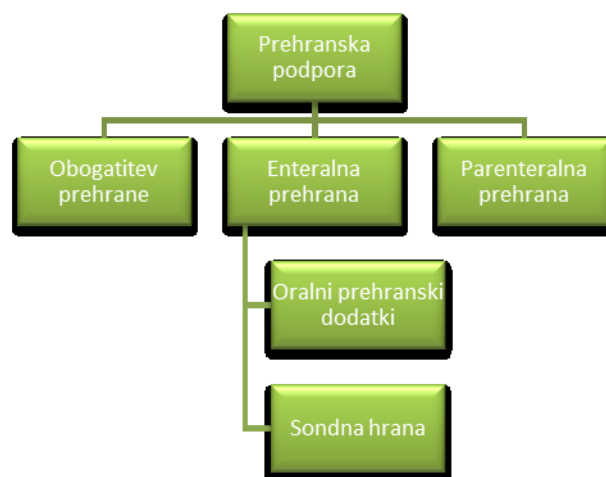 Prehranska
podpora
Obogatitev
prehrane
Enteralna
prehrana
Parenteralna
prehrana
Oralni prehranski
dodatki
Sondna hrana